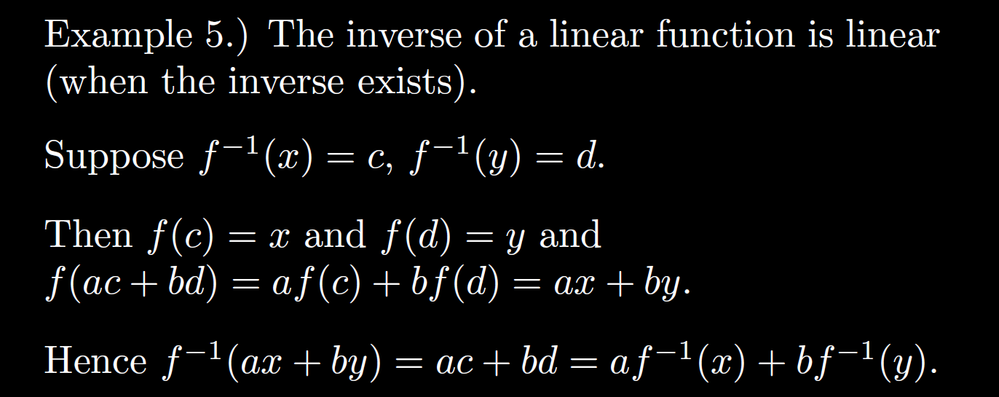 Example 5.) The inverse of a linear function is linear
(when the inverse exists).
Suppose f⁻¹(x) = c, f⁻¹(y) = d.
Then f(c) = x and f(d) = y and
f(ac + bd) = af(c) + bf(d) = ax + by.
Hence f⁻¹(ax + by) = ac + bd = af⁻¹(x) + bf⁻¹(y).